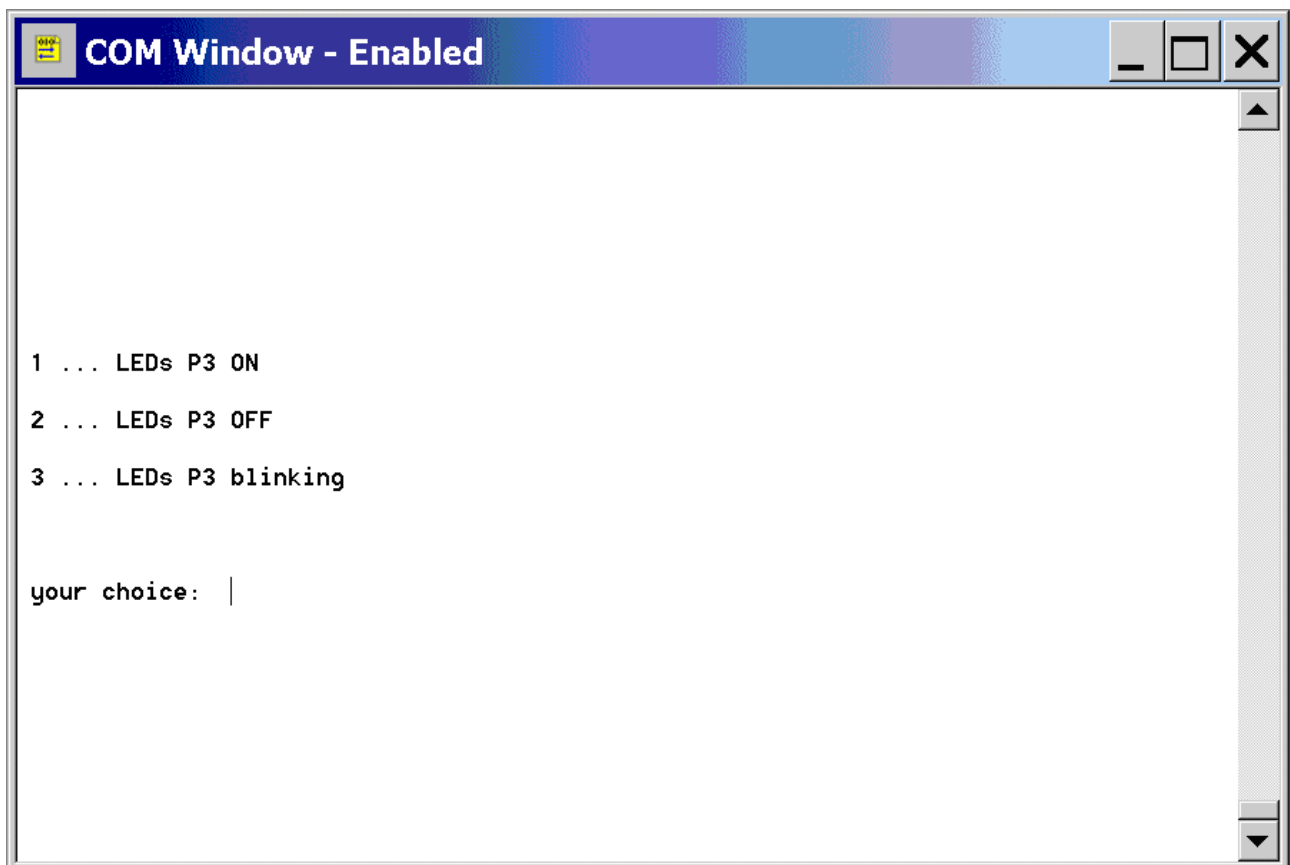 COM Window - Enabled
1 ... LEDs P3 ON
2 ... LEDs P3 OFF
3 ... LEDs P3 blinking
your choice: